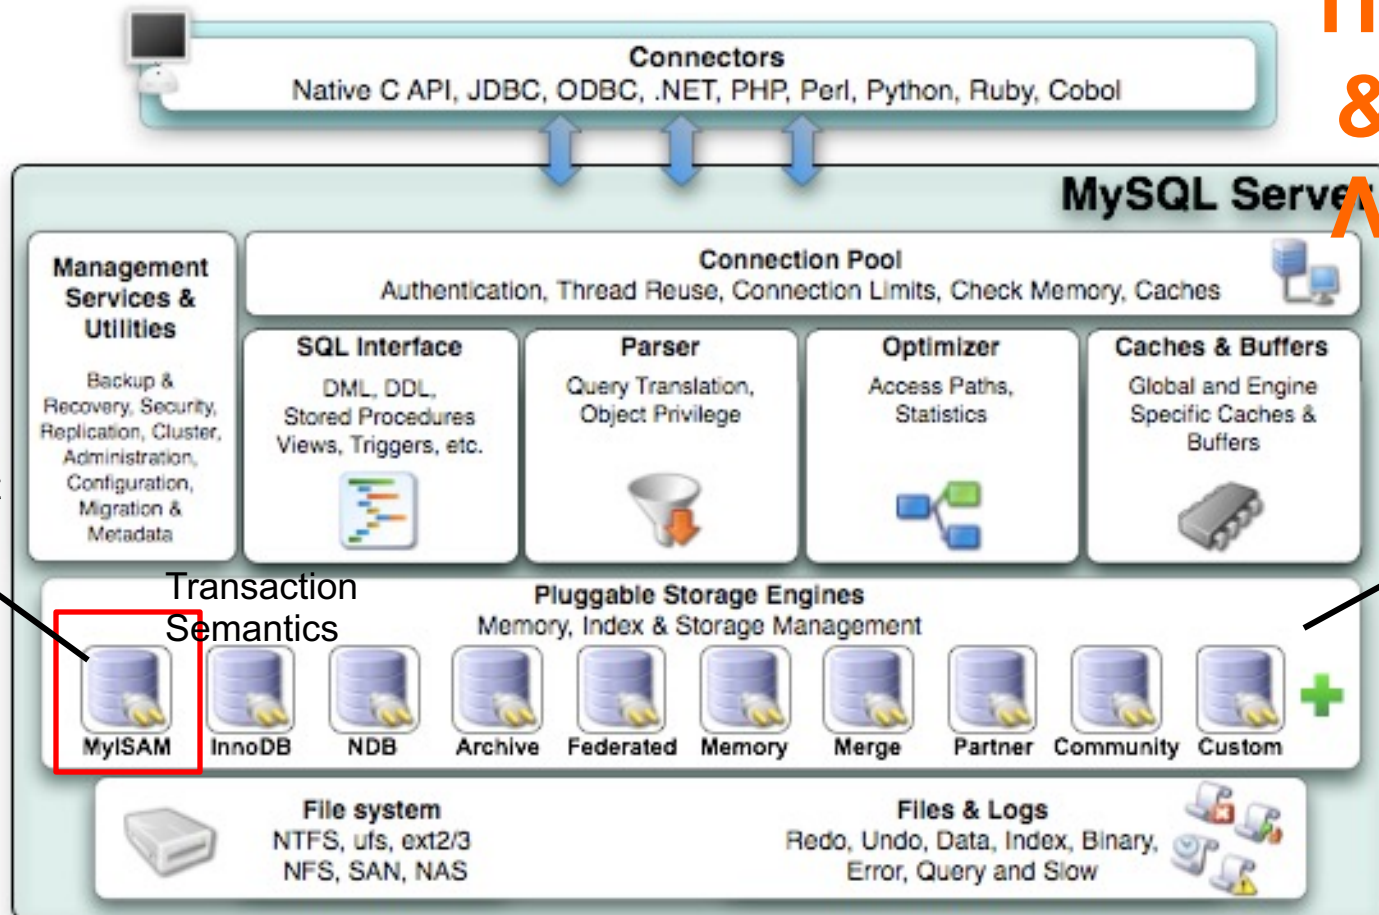 Connectors
Native C API, JDBC, ODBC, .NET, PHP, Perl, Python, Ruby, Cobol
&
MySQL Serve
Management
Services &
Utilities
Backup &
Recovery, Security,
Replication, Cluster,
Administration,
Configuration,
Migration &
Metadata
Connection Pool
Authentication, Thread Reuse, Connection Limits, Check Memory, Caches
SQL Interface
DML, DDL,
Stored Procedures
Views, Triggers, etc.
Parser
Query Translation,
Object Privilege
Optimizer
Access Paths,
Statistics
Caches & Buffers
Global and Engine
Specific Caches &
Buffers
Transaction
Semantics
Pluggable Storage Engines
Memory, Index & Storage Management
MyISAM
InnoDB
NDB
Archive
Federated
Memory
Merge
Partner
Community
Custom
File system
NTFS, ufs, ext2/3
NFS, SAN, NAS
Files & Logs
Redo, Undo, Data, Index, Binary,
Error, Query and Slow